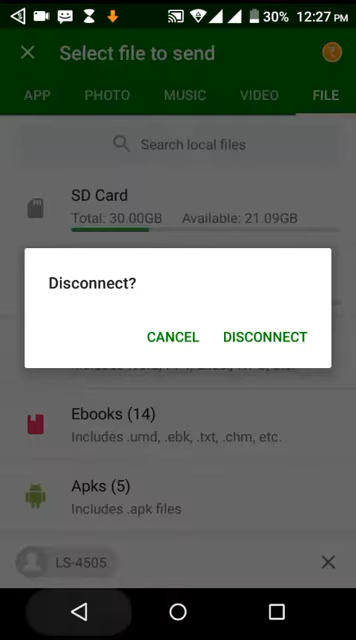 30% 12:27 PM
Select file to send
APP PHOTO MUSIC VIDEO FILE
Search local files
SD Card
Total: 30.00GB Available: 21.09GB
Disconnect?
CANCEL DISCONNECT
Ebooks (14)
Includes .umd, .ebk, .txt, .chm, etc.
Apks (5)
Includes .apk files
LS-4505